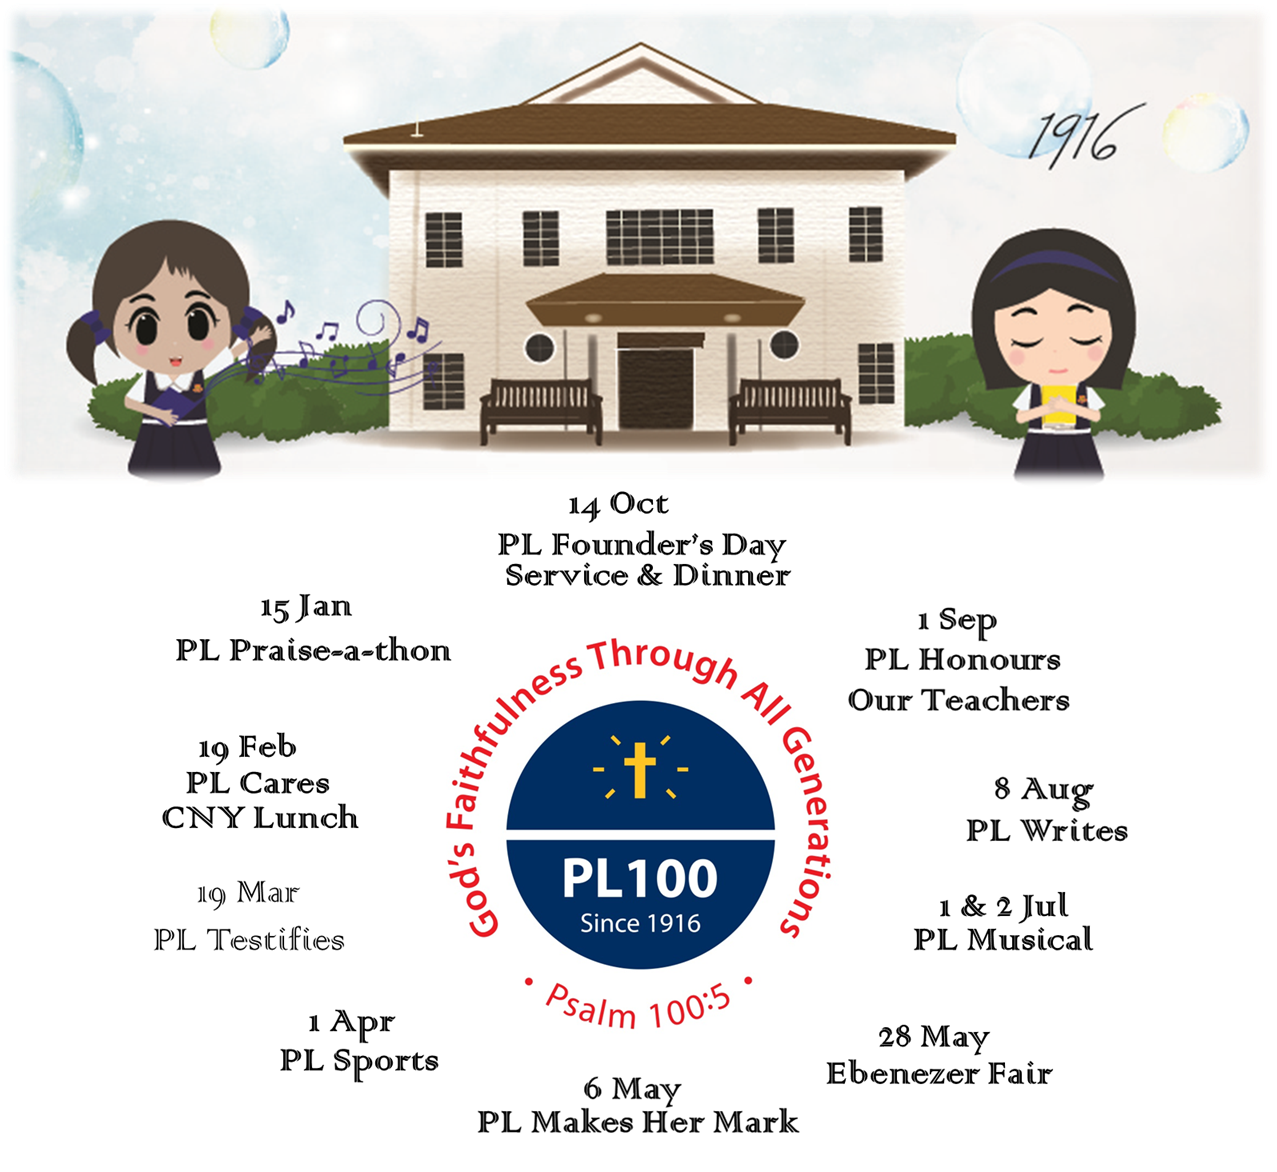 1916
14 Oct
PL Founder's Day
Service & Dinner
15 Jan
PL Praise-a-thon
1 Sep
PL Honours
Our Teachers
19 Feb
PL Cares
CNY Lunch
8 Aug
PL Writes
19 Mar
PL Testifies
1 & 2 Jul
PL Musical
1 Apr
PL Sports
28 May
Ebenezer Fair
6 May
PL Makes Her Mark
God's Faithfulness Through All Generations
PL100
Since 1916
• Psalm 100:5 •